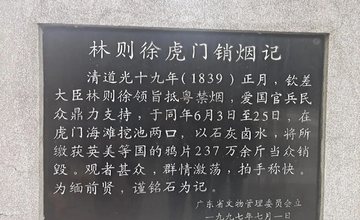 林则徐虎门销烟记
清道光十九年(1839)正月，钦差
大臣林则徐领旨抵粤禁烟，爱国官兵民
众鼎力支持，于同年6月3日至25日，在
虎门海滩挖池两口，以石灰卤水，将所
缴获英美等国的鸦片237万余斤当众销
毁。观者甚众，群情激荡，拍手称快。
为缅前贤，谨铭石为记。
广东省文物管理委员会立
一九九七年七月一日